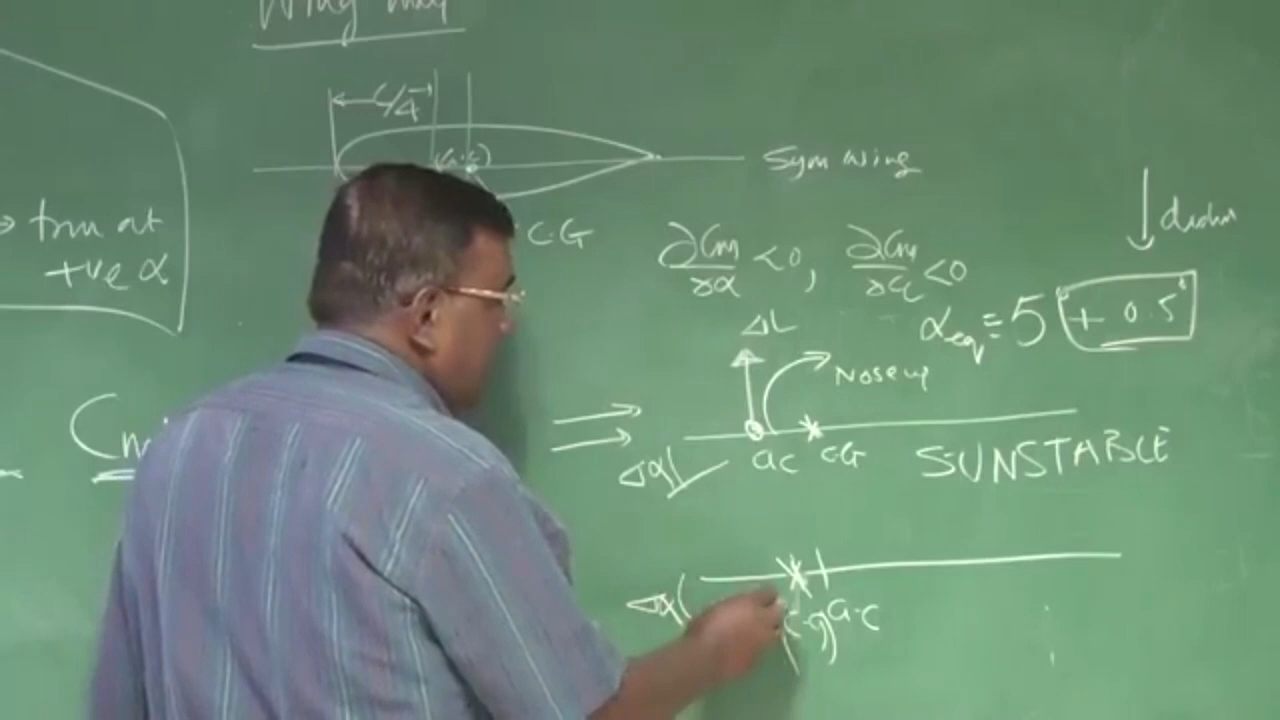 C/4
(a.c)
Sym Wing
→ trim at
+ve α
C.G
∂Cm/∂α <0, ∂Cm/∂CL <0
ΔL
αeq = 5° + 0.5°
Nose up
Cm
Δα
ac CG
S.UNSTABLE
Δα
C.g a.c